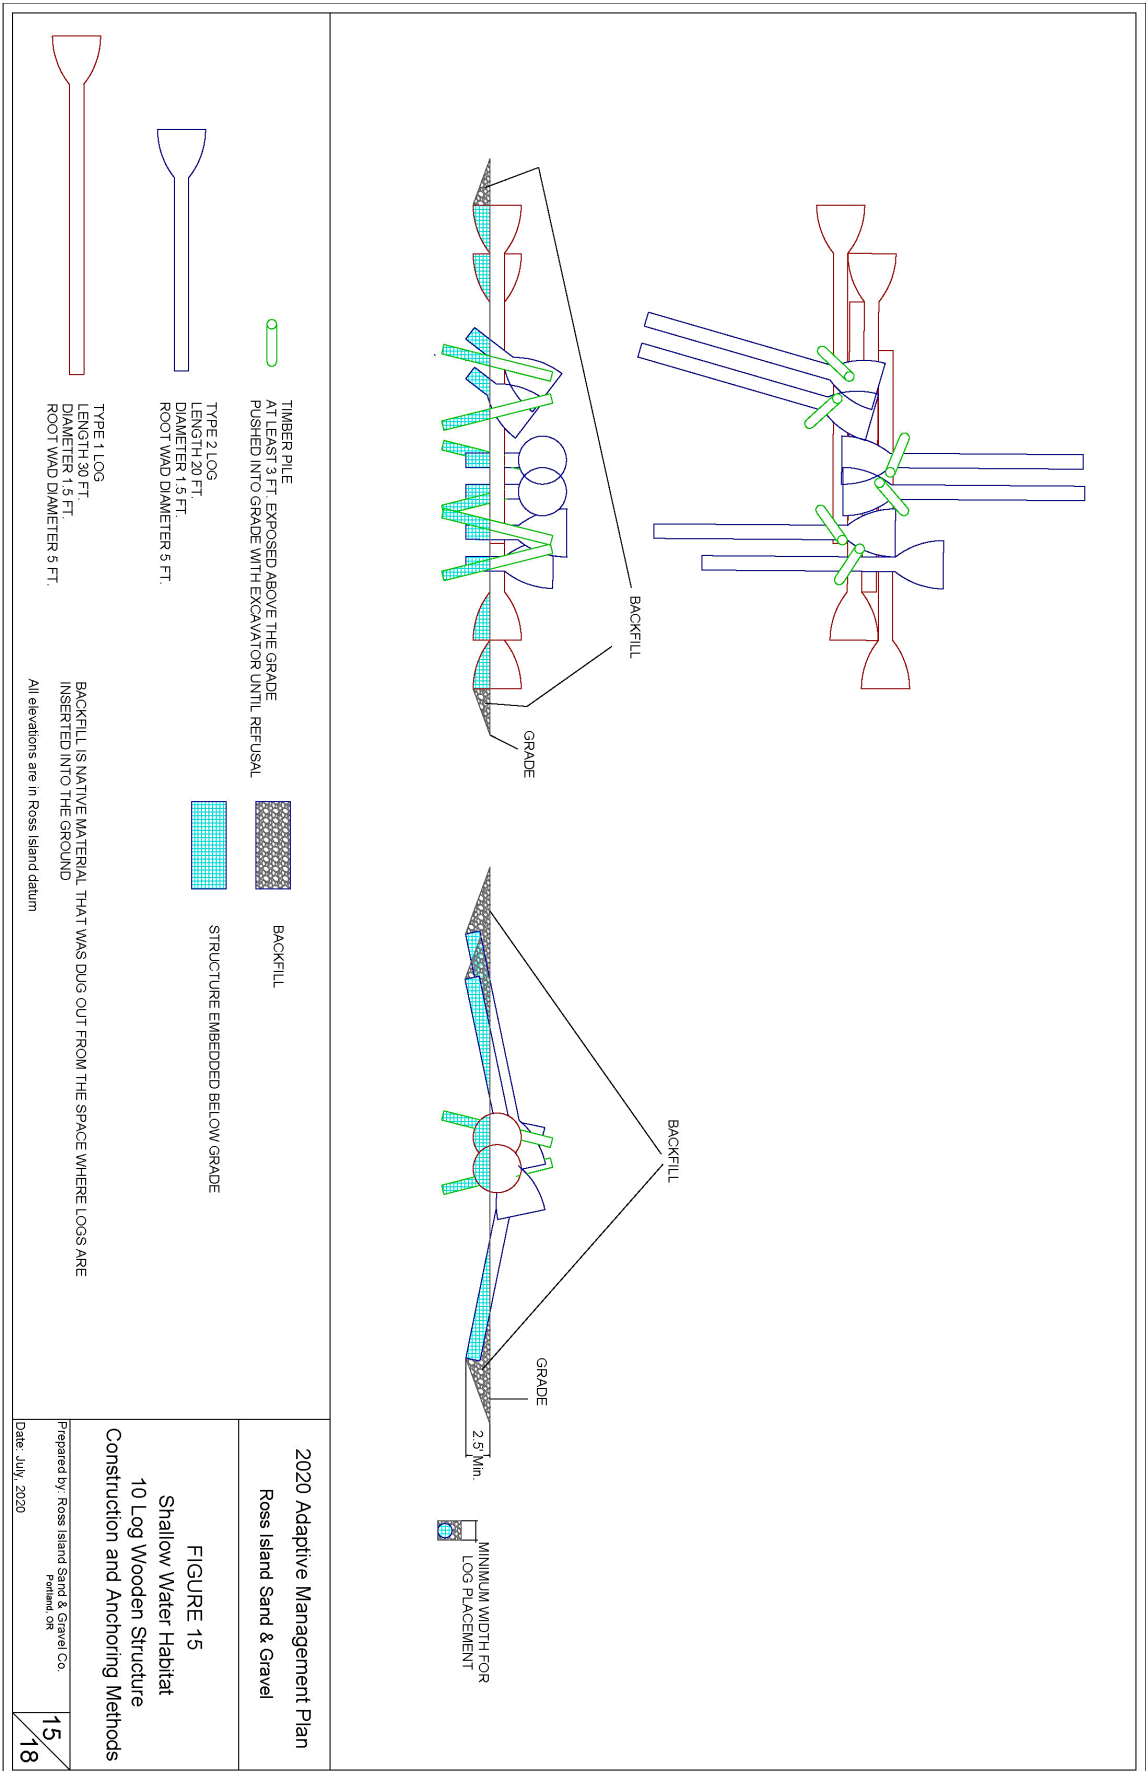 BACKFILL
GRADE
BACKFILL
GRADE
2.5' Min.
MINIMUM WIDTH FOR
LOG PLACEMENT
TIMBER PILE
AT LEAST 3 FT. EXPOSED ABOVE THE GRADE
PUSHED INTO GRADE WITH EXCAVATOR UNTIL REFUSAL
BACKFILL
TYPE 2 LOG
LENGTH 20 FT.
DIAMETER 1.5 FT.
ROOT WAD DIAMETER 5 FT.
STRUCTURE EMBEDDED BELOW GRADE
TYPE 1 LOG
LENGTH 30 FT.
DIAMETER 1.5 FT.
ROOT WAD DIAMETER 5 FT.
BACKFILL IS NATIVE MATERIAL THAT WAS DUG OUT FROM THE SPACE WHERE LOGS ARE
INSERTED INTO THE GROUND
All elevations are in Ross Island datum
2020 Adaptive Management Plan
Ross Island Sand & Gravel
FIGURE 15
Shallow Water Habitat
10 Log Wooden Structure
Construction and Anchoring Methods
Prepared by: Ross Island Sand & Gravel Co.
Portland, OR
Date: July, 2020
15
18